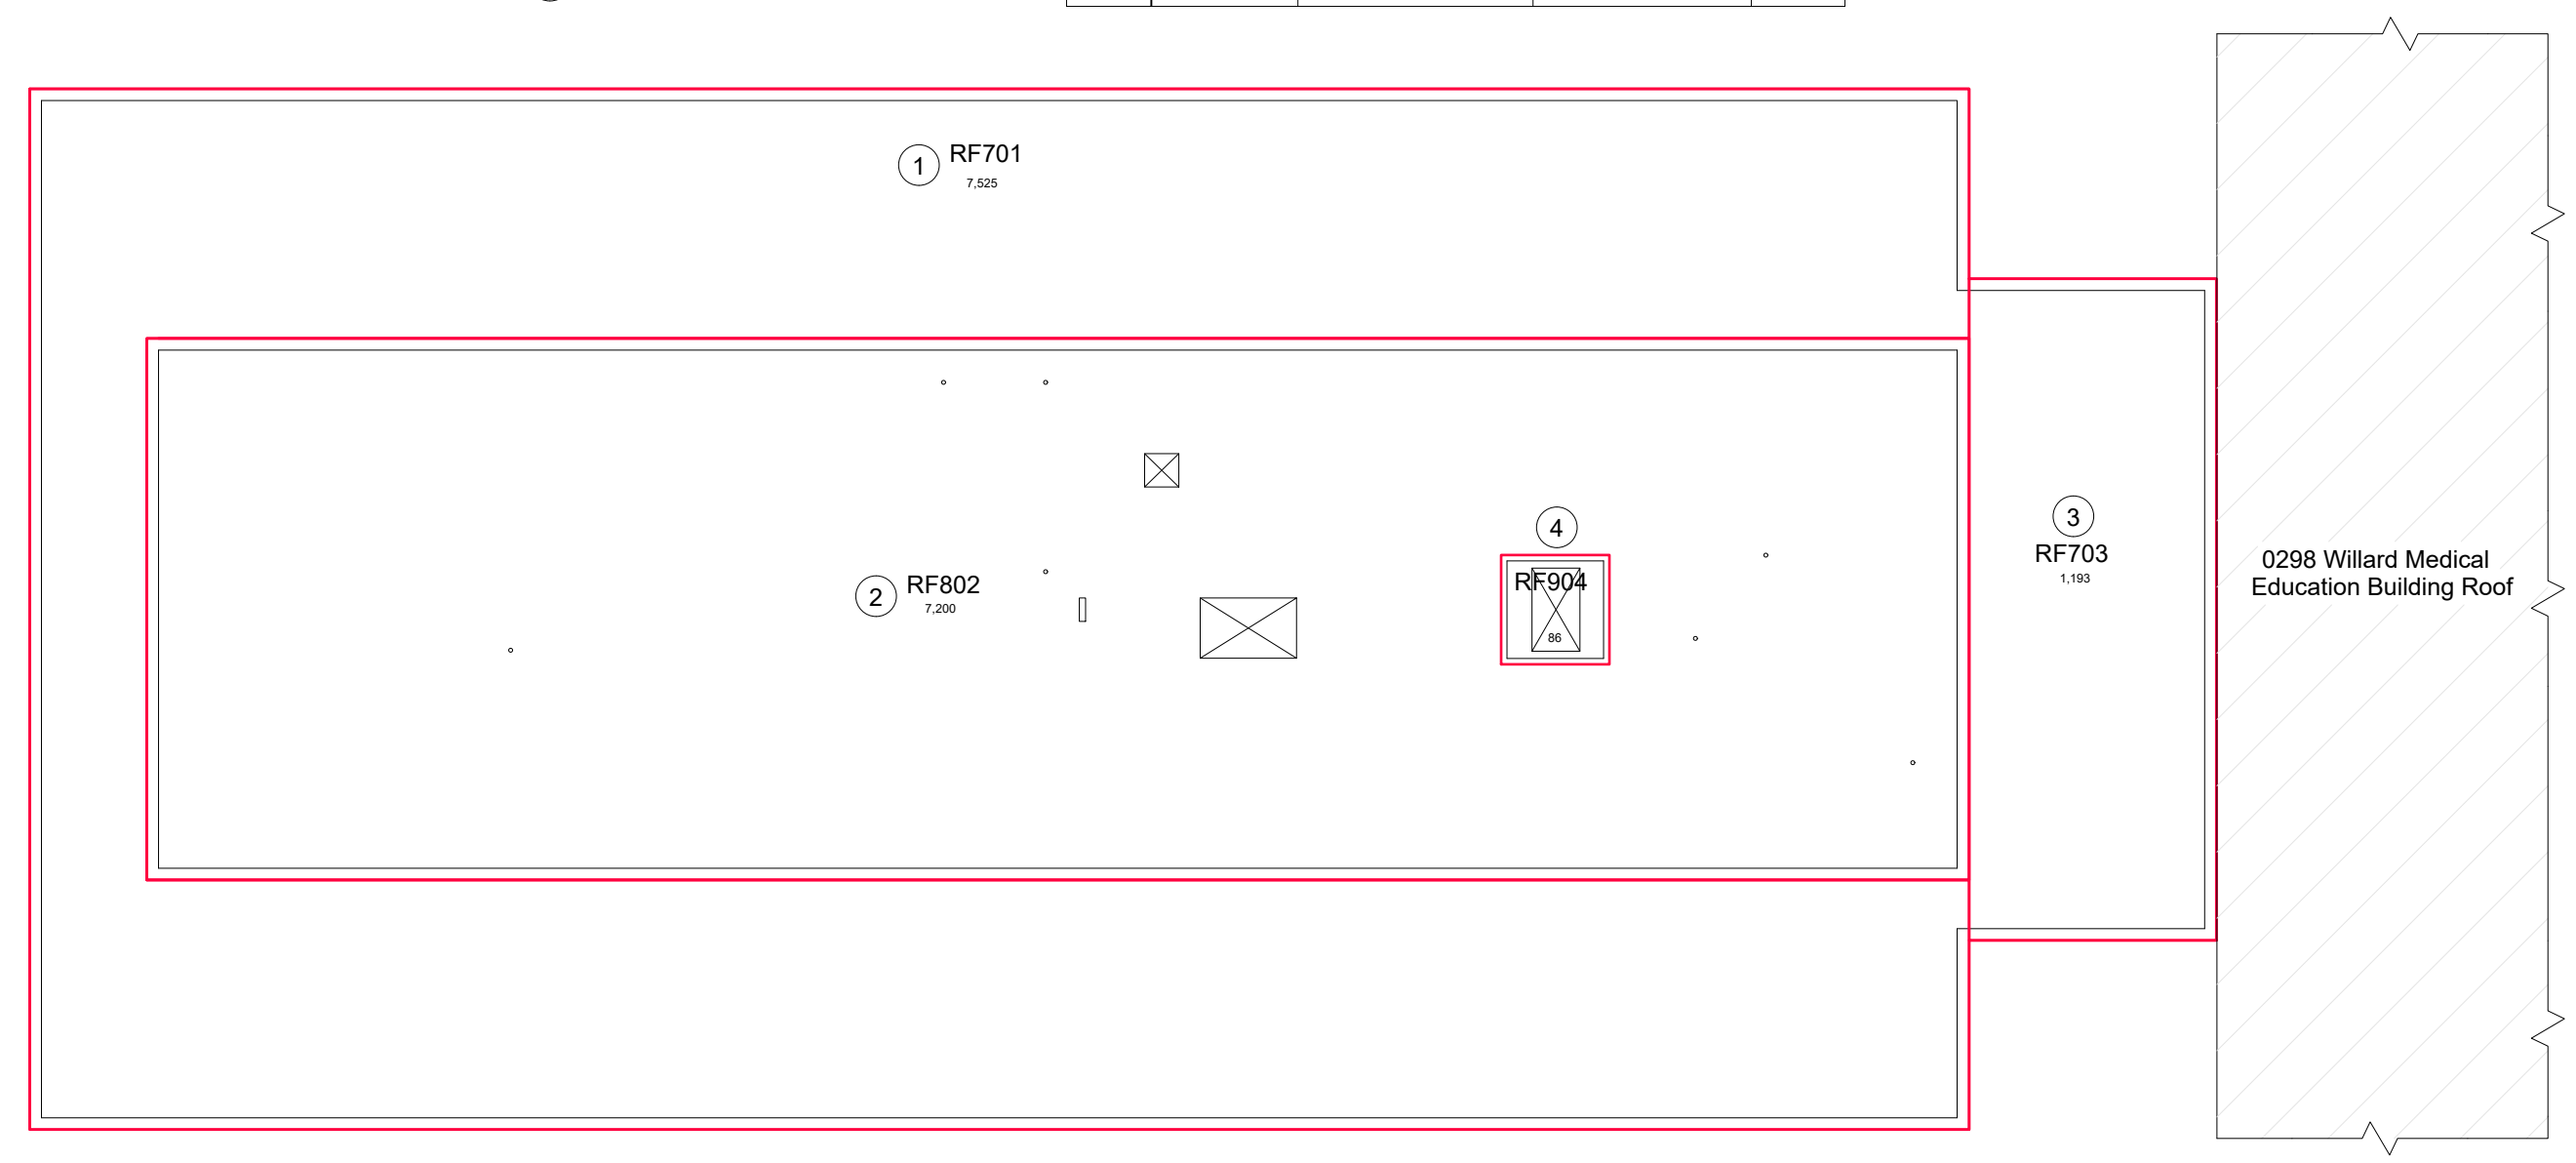 1
RF701
7,525
4
3
RF703
1,193
0298 Willard Medical
Education Building Roof
2
RF802
7,200
RF904
86